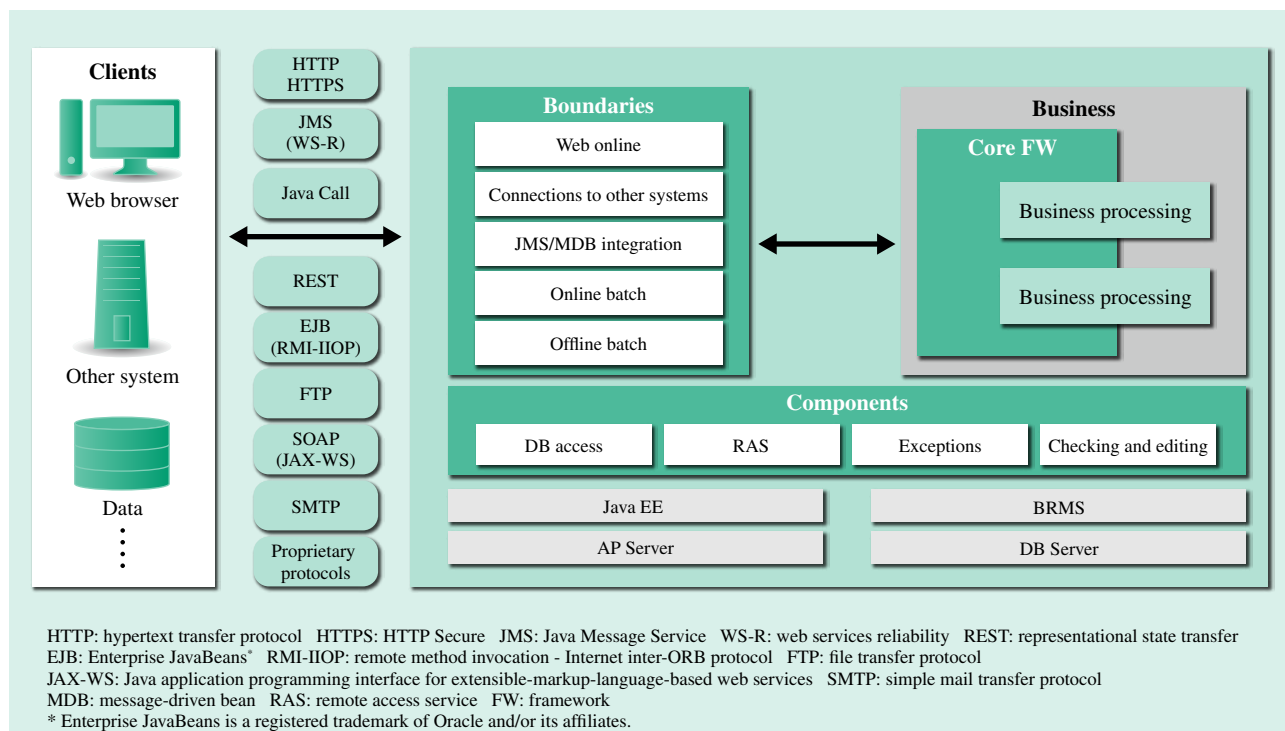 Clients
Web browser
Other system
Data
HTTP
HTTPS
JMS
(WS-R)
Java Call
REST
EJB
(RMI-IIOP)
FTP
SOAP
(JAX-WS)
SMTP
Proprietary
protocols
Boundaries
Web online
Connections to other systems
JMS/MDB integration
Online batch
Offline batch
Business
Core FW
Business processing
Business processing
Components
DB access
RAS
Exceptions
Checking and editing
Java EE
BRMS
AP Server
DB Server
HTTP: hypertext transfer protocol HTTPS: HTTP Secure JMS: Java Message Service WS-R: web services reliability REST: representational state transfer
EJB: Enterprise JavaBeans* RMI-IIOP: remote method invocation - Internet inter-ORB protocol FTP: file transfer protocol
JAX-WS: Java application programming interface for extensible-markup-language-based web services SMTP: simple mail transfer protocol
MDB: message-driven bean RAS: remote access service FW: framework
* Enterprise JavaBeans is a registered trademark of Oracle and/or its affiliates.